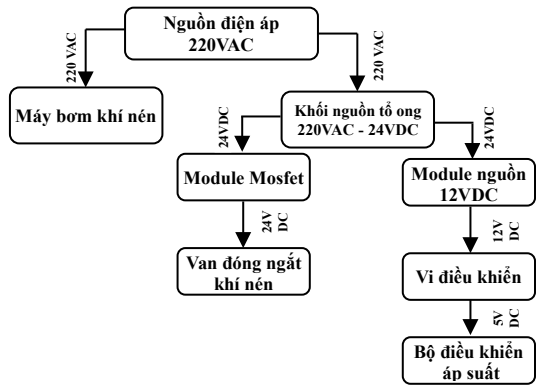 Nguồn điện áp
220VAC
220 VAC
220 VAC
Máy bơm khí nén
Khối nguồn tổ ong
220VAC - 24VDC
24VDC
24VDC
Module Mosfet
Module nguồn
12VDC
24V
DC
12V
DC
Van đóng ngắt
khí nén
Vi điều khiển
5V
DC
Bộ điều khiển
áp suất